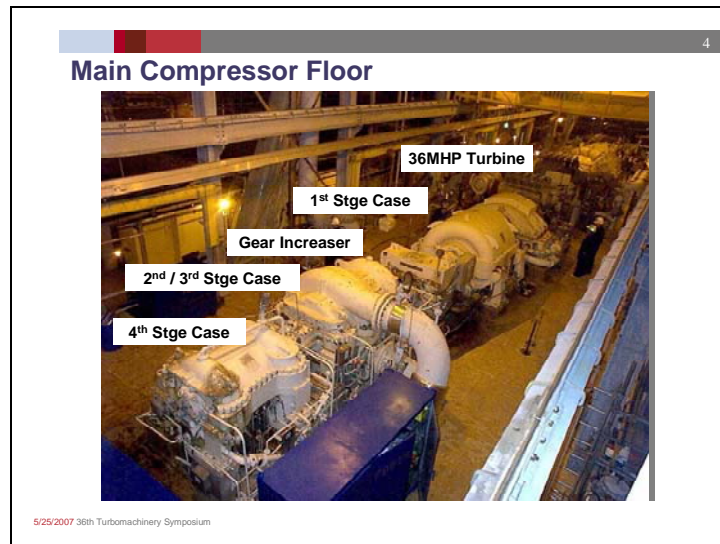 4
Main Compressor Floor
36MHP Turbine
1st Stge Case
Gear Increaser
2nd / 3rd Stge Case
4th Stge Case
5/25/2007 36th Turbomachinery Symposium